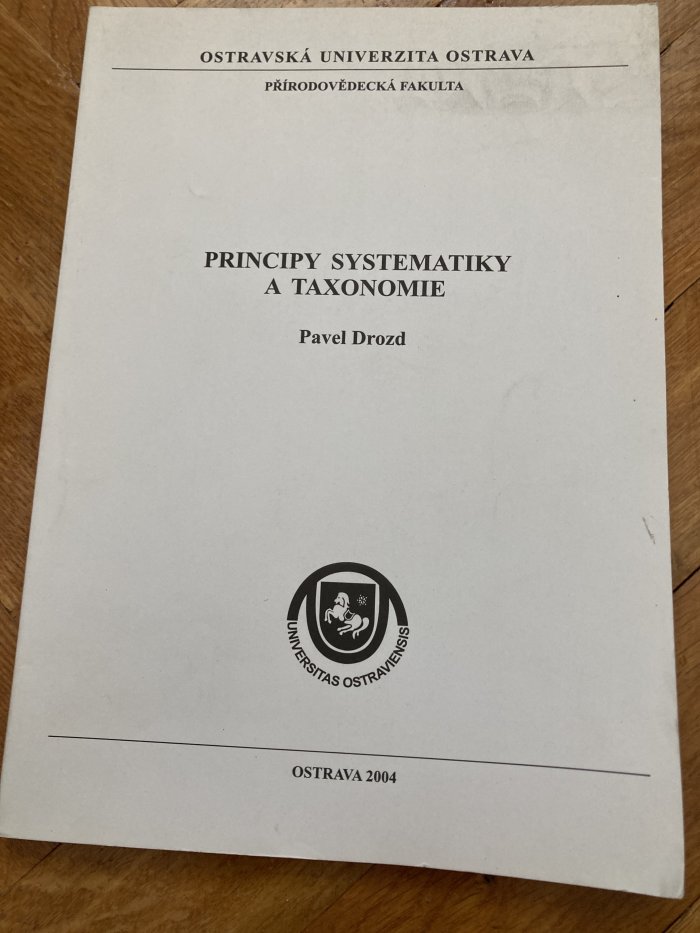 OSTRAVSKÁ UNIVERZITA OSTRAVA
PŘÍRODOVĚDECKÁ FAKULTA
PRINCIPY SYSTEMATIKY
A TAXONOMIE
Pavel Drozd
UNIVERSITAS OSTRAVIENSIS
OSTRAVA 2004